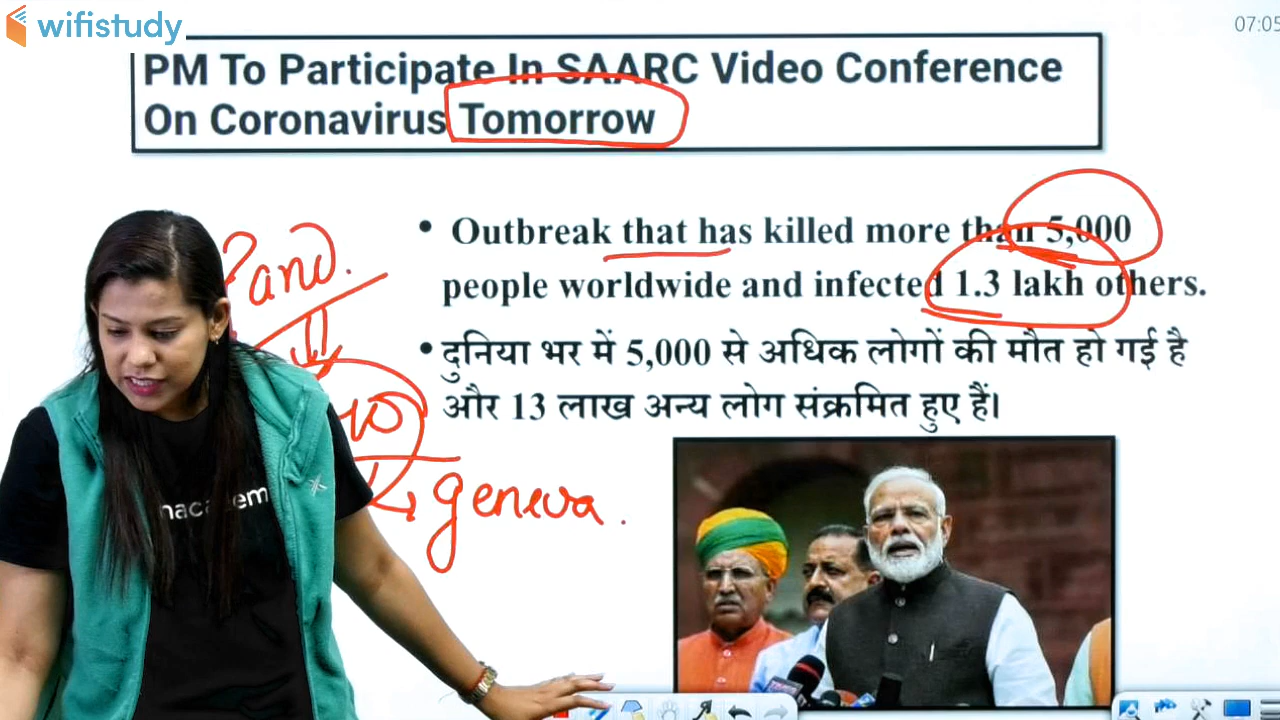 wifistudy
07:05
PM To Participate In SAARC Video Conference
On Coronavirus Tomorrow
• Outbreak that has killed more than 5,000
people worldwide and infected 1.3 lakh others.
• दुनिया भर में 5,000 से अधिक लोगों की मौत हो गई है
और 13 लाख अन्य लोग संक्रमित हुए हैं।
Pand.
geneva.